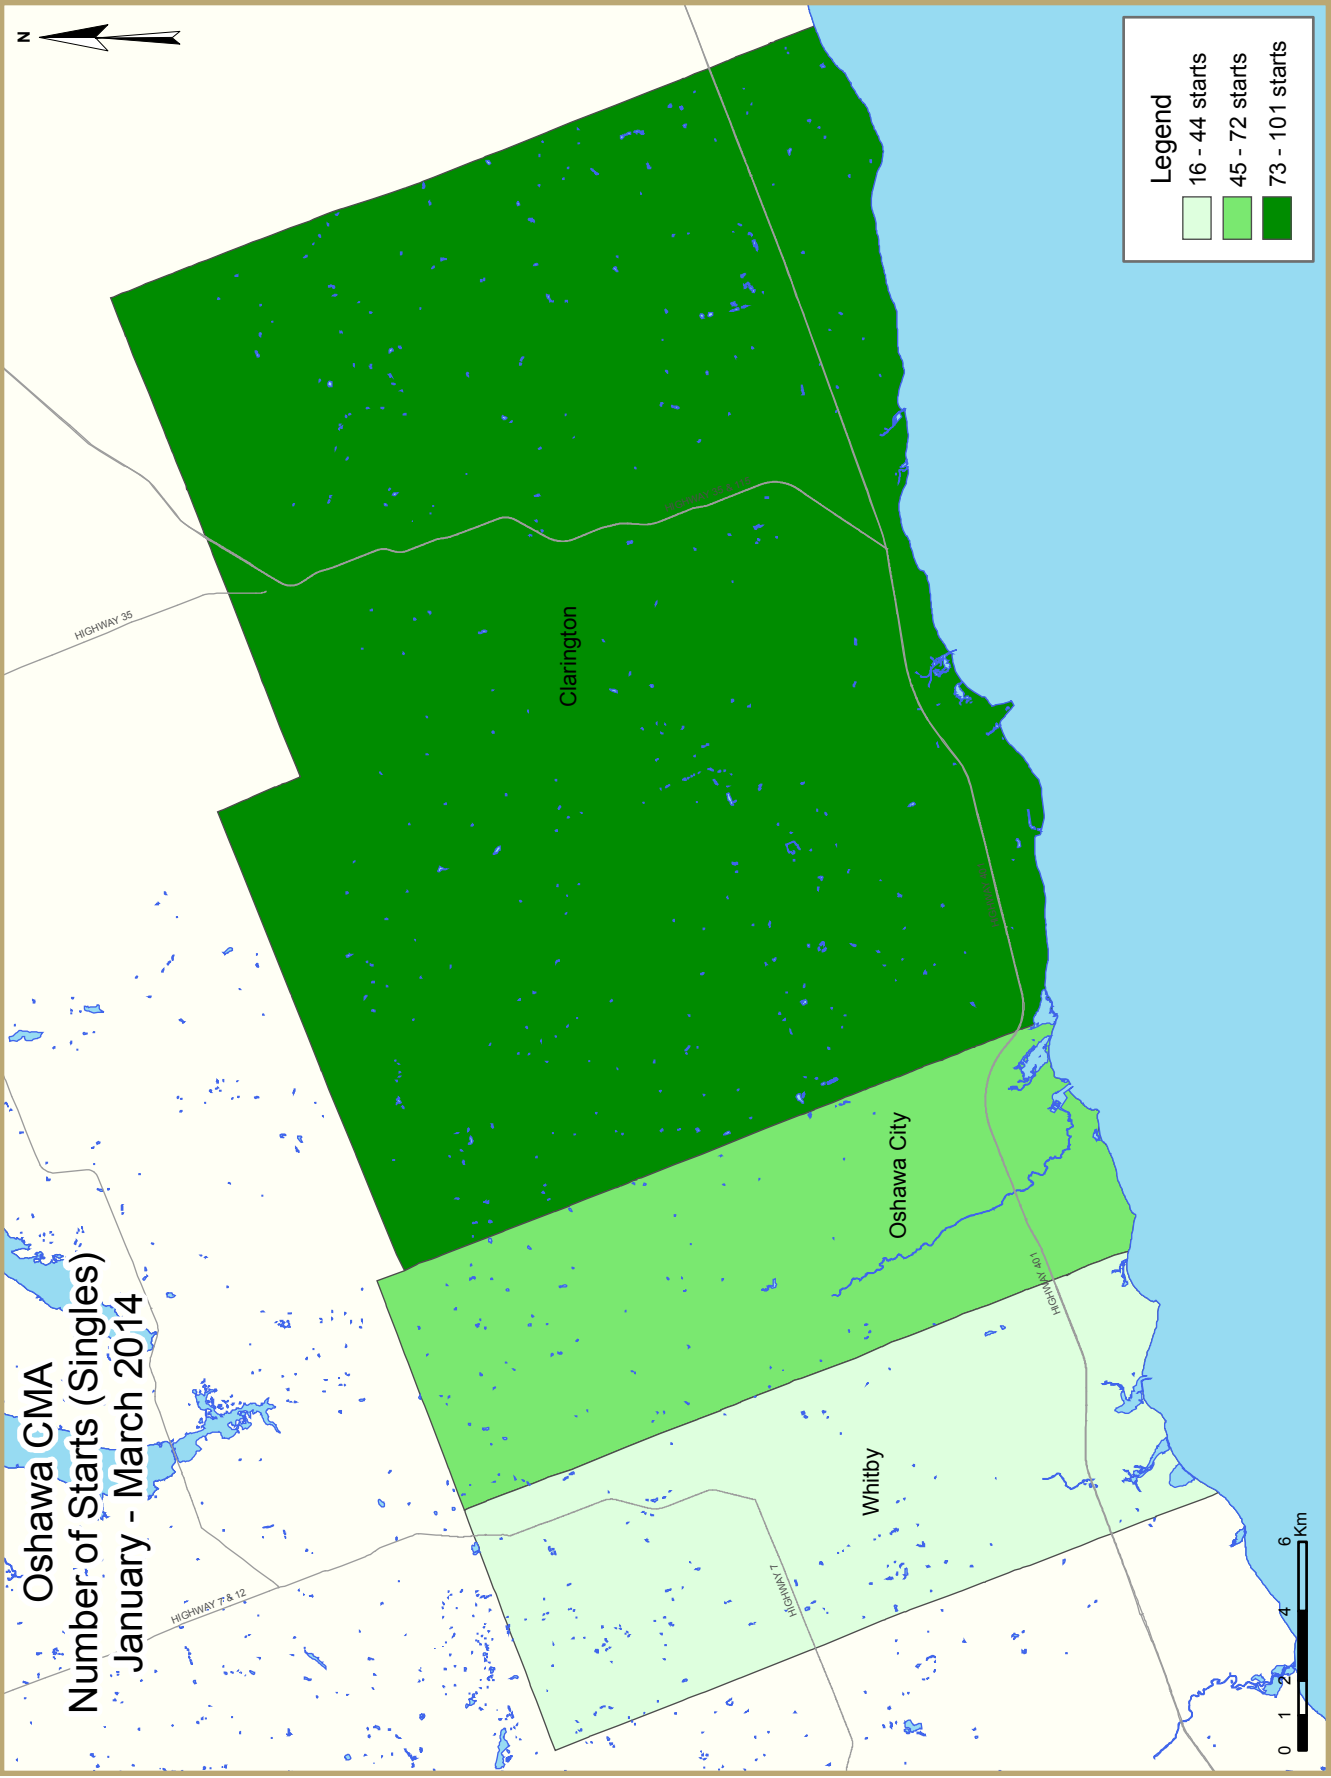 Oshawa CMA
Number of Starts (Singles)
January - March 2014
N
HIGHWAY 35
HIGHWAY 7 & 12
HIGHWAY 7
HIGHWAY 401
Clarington
Oshawa City
Whitby
Legend
16 - 44 starts
45 - 72 starts
73 - 101 starts
0 1 2 4 6
Km